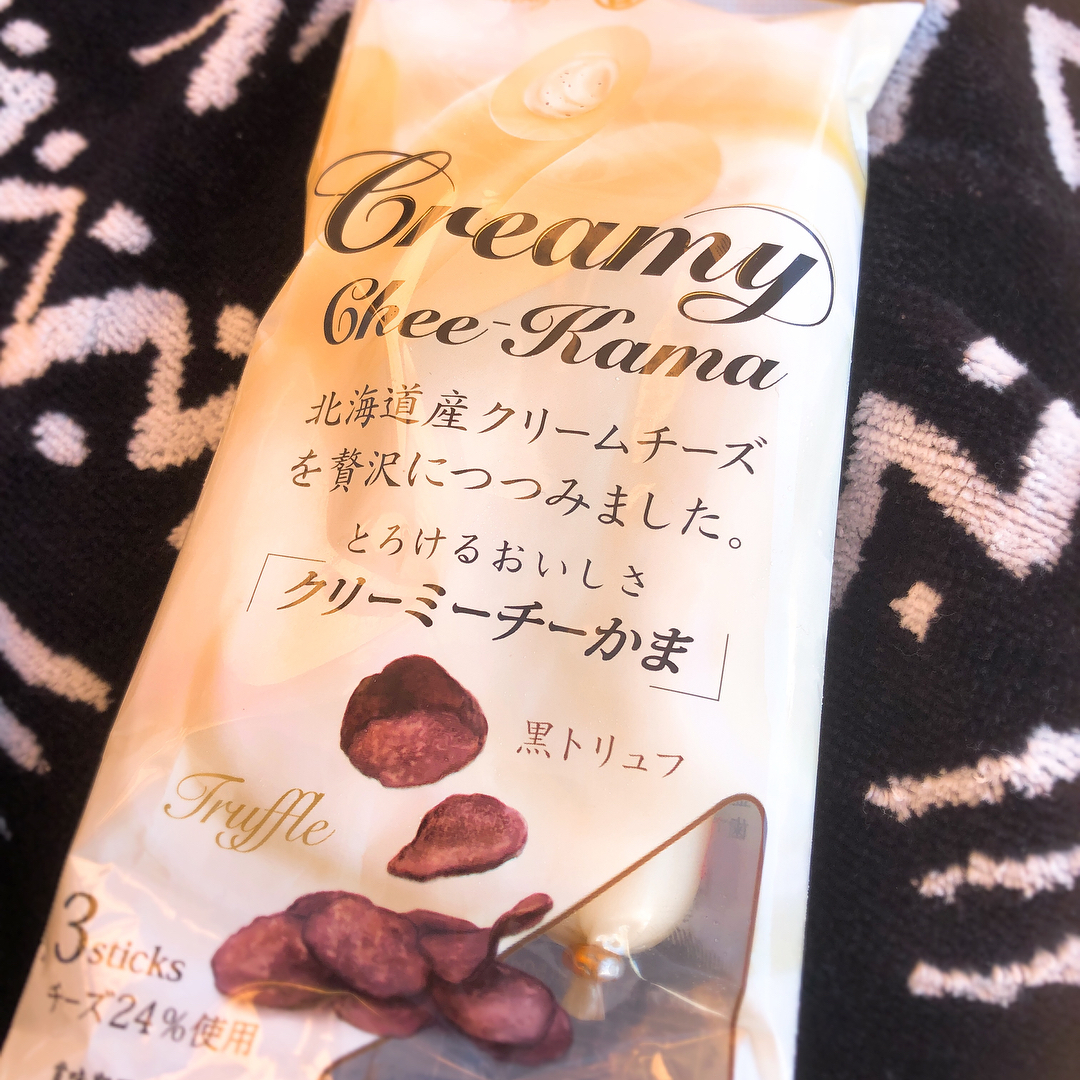 Creamy
Chee-Kama
北海道産クリームチーズ
を贅沢につつみました。
とろけるおいしさ
「クリーミーチーかま」
黒トリュフ
Truffle
3 sticks
チーズ24%使用